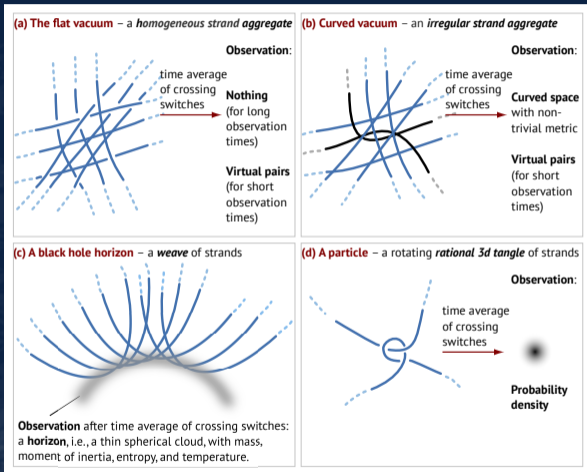 (a) The flat vacuum – a homogeneous strand aggregate
Observation:
time average
of crossing
switches
Nothing
(for long
observation
times)
Virtual pairs
(for short
observation
times)
(b) Curved vacuum – an irregular strand aggregate
Observation:
time average
of crossing
switches
Curved space
with non-
trivial metric
Virtual pairs
(for short
observation
times)
(c) A black hole horizon – a weave of strands
Observation after time average of crossing switches:
a horizon, i.e., a thin spherical cloud, with mass,
moment of inertia, entropy, and temperature.
(d) A particle – a rotating rational 3d tangle of strands
Observation:
time average
of crossing
switches
Probability
density